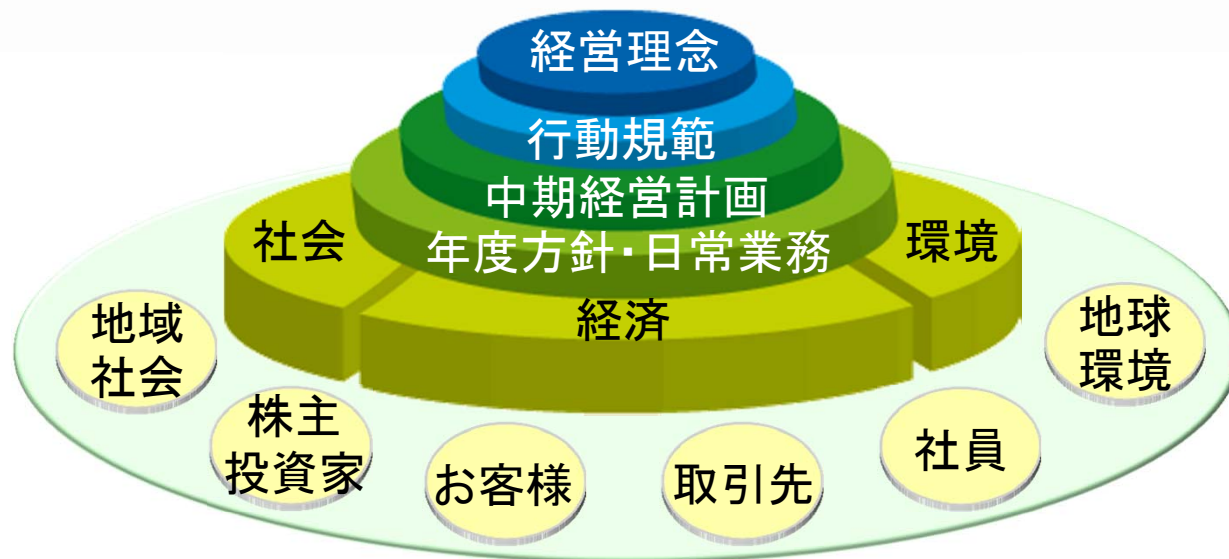 経営理念
行動規範
中期経営計画
年度方針・日常業務
社会
環境
経済
地域
社会
株主
投資家
お客様
取引先
社員
地球
環境